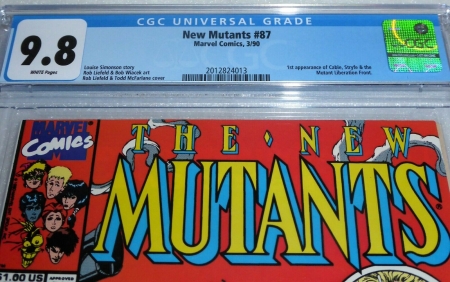 CGC UNIVERSAL GRADE
9.8
WHITE Pages
New Mutants #87
Marvel Comics, 3/90
Louise Simonson story
Rob Liefeld & Bob Wiacek art
Rob Liefeld & Todd McFarlane cover
2012824013
1st appearance of Cable, Stryfe & the
Mutant Liberation Front.
CGC
MARVEL
COMICS
THE · NEW
MUTANTS
$1.00 US
APPROVED